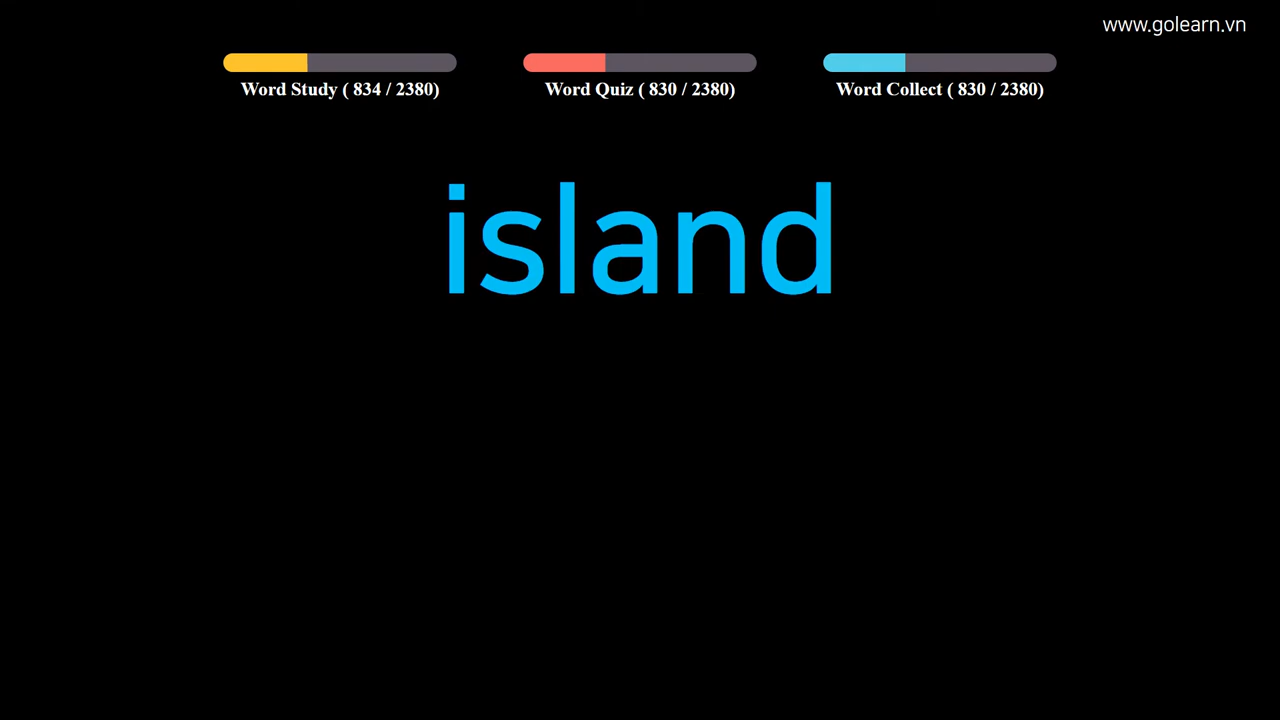 www.golearn.vn
Word Study ( 834 / 2380)
Word Quiz ( 830 / 2380)
Word Collect ( 830 / 2380)
island